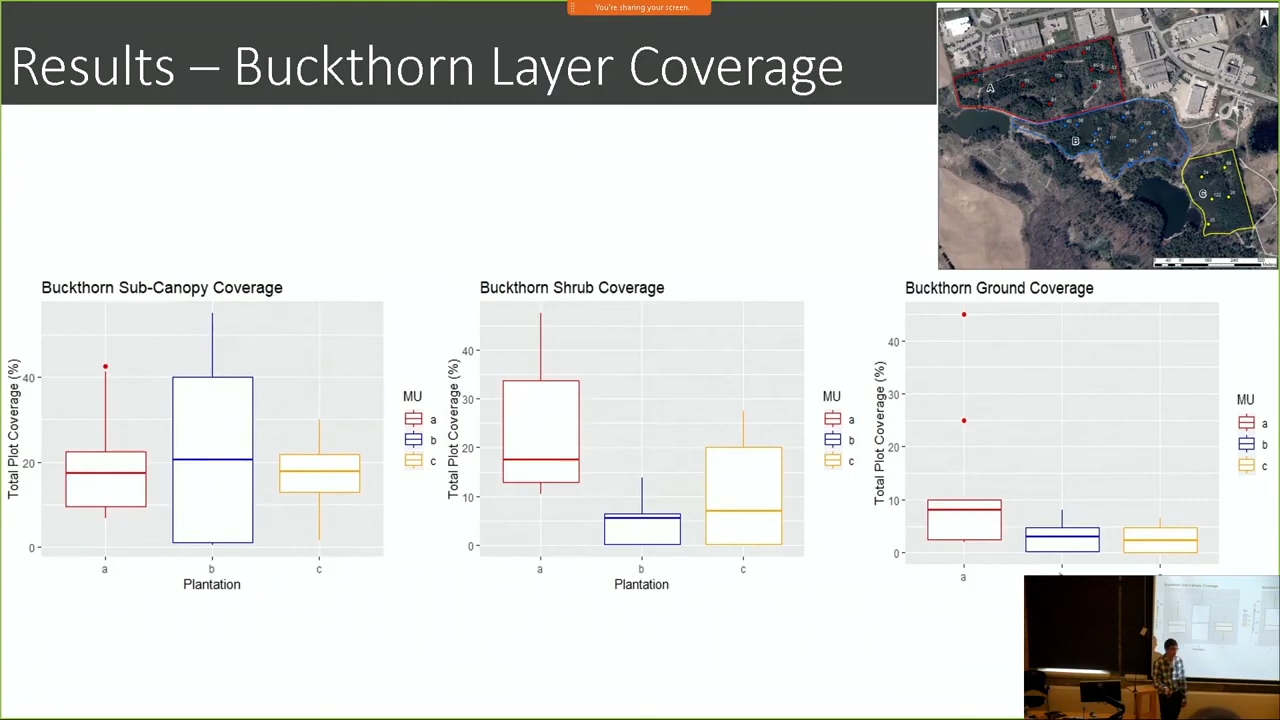 You're sharing your screen.
Results – Buckthorn Layer Coverage
A
B
C
Buckthorn Sub-Canopy Coverage
Total Plot Coverage (%)
40
20
0
a
b
c
Plantation
MU
a
b
c
Buckthorn Shrub Coverage
Total Plot Coverage (%)
40
30
20
10
0
a
b
c
Plantation
MU
a
b
c
Buckthorn Ground Coverage
Total Plot Coverage (%)
40
30
20
10
0
a
MU
a
b
c